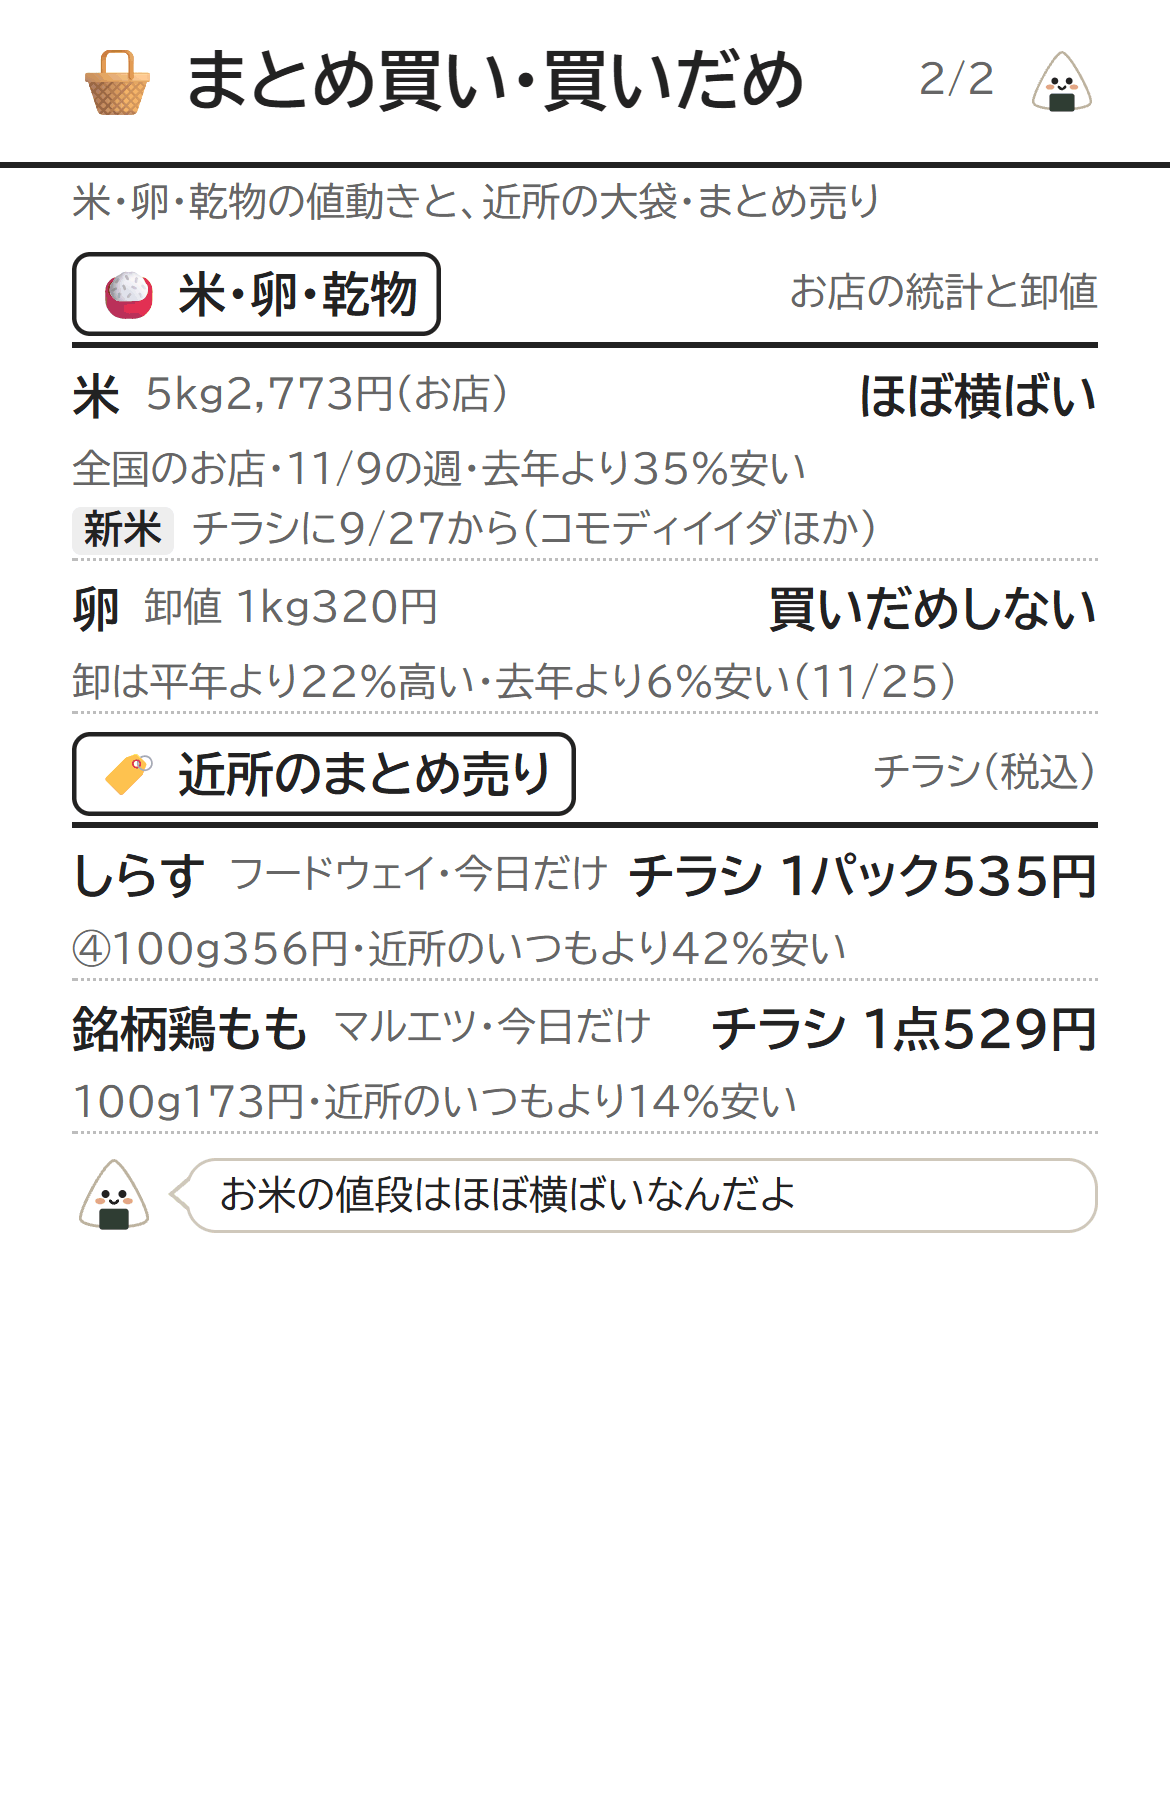 まとめ買い・買いだめ 2/2
米・卵・乾物の値動きと、近所の大袋・まとめ売り
米・卵・乾物 お店の統計と卸値
米 5kg2,773円（お店） ほぼ横ばい
全国のお店・11/9の週・去年より35%安い
新米 チラシに9/27から（コモディイイダほか）
卵 卸値 1kg320円 買いだめしない
卸は平年より22%高い・去年より6%安い（11/25）
近所のまとめ売り チラシ（税込）
しらす フードウェイ・今日だけ チラシ 1パック535円
④100g356円・近所のいつもより42%安い
銘柄鶏もも マルエツ・今日だけ チラシ 1点529円
100g173円・近所のいつもより14%安い
お米の値段はほぼ横ばいなんだよ